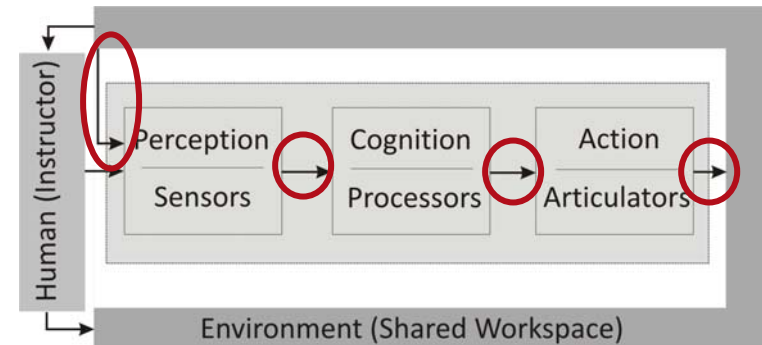 Human (Instructor)
Perception
Sensors
Cognition
Processors
Action
Articulators
Environment (Shared Workspace)